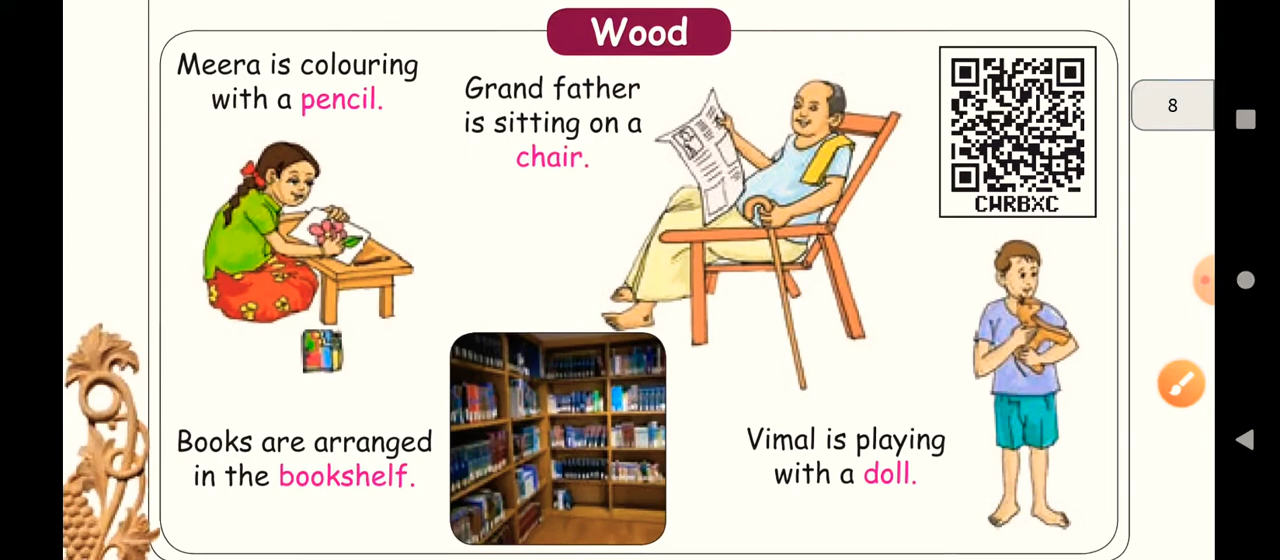 Wood
Meera is colouring
with a pencil.
Grand father
is sitting on a
chair.
CWRBXC
8
Books are arranged
in the bookshelf.
Vimal is playing
with a doll.